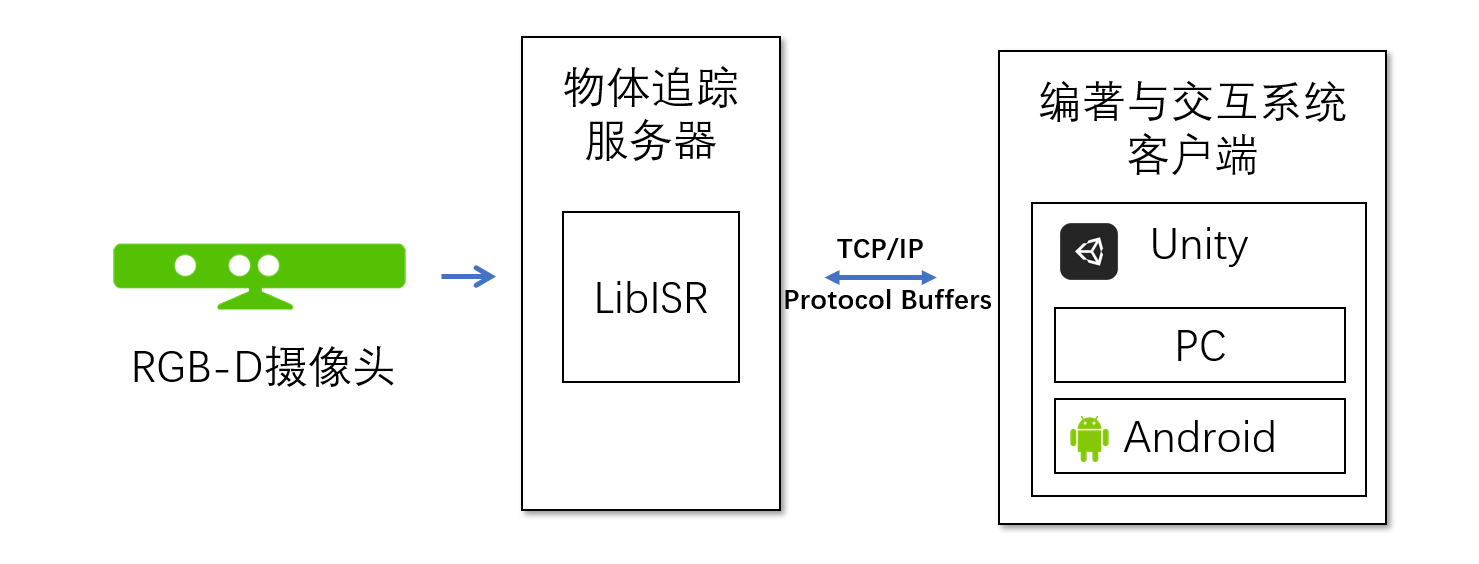 RGB-D摄像头
物体追踪
服务器
LibISR
TCP/IP
Protocol Buffers
编著与交互系统
客户端
Unity
PC
Android